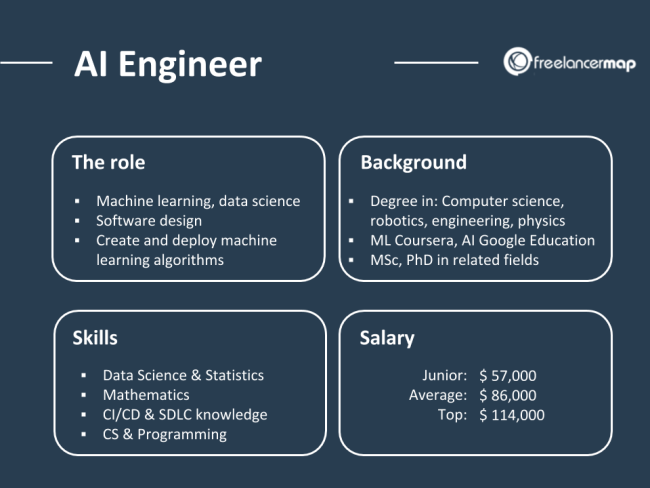 AI Engineer
freelancermap
The role
▪ Machine learning, data science
▪ Software design
▪ Create and deploy machine
learning algorithms
Background
▪ Degree in: Computer science,
robotics, engineering, physics
▪ ML Coursera, AI Google Education
▪ MSc, PhD in related fields
Skills
▪ Data Science & Statistics
▪ Mathematics
▪ CI/CD & SDLC knowledge
▪ CS & Programming
Salary
Junior: $ 57,000
Average: $ 86,000
Top: $ 114,000